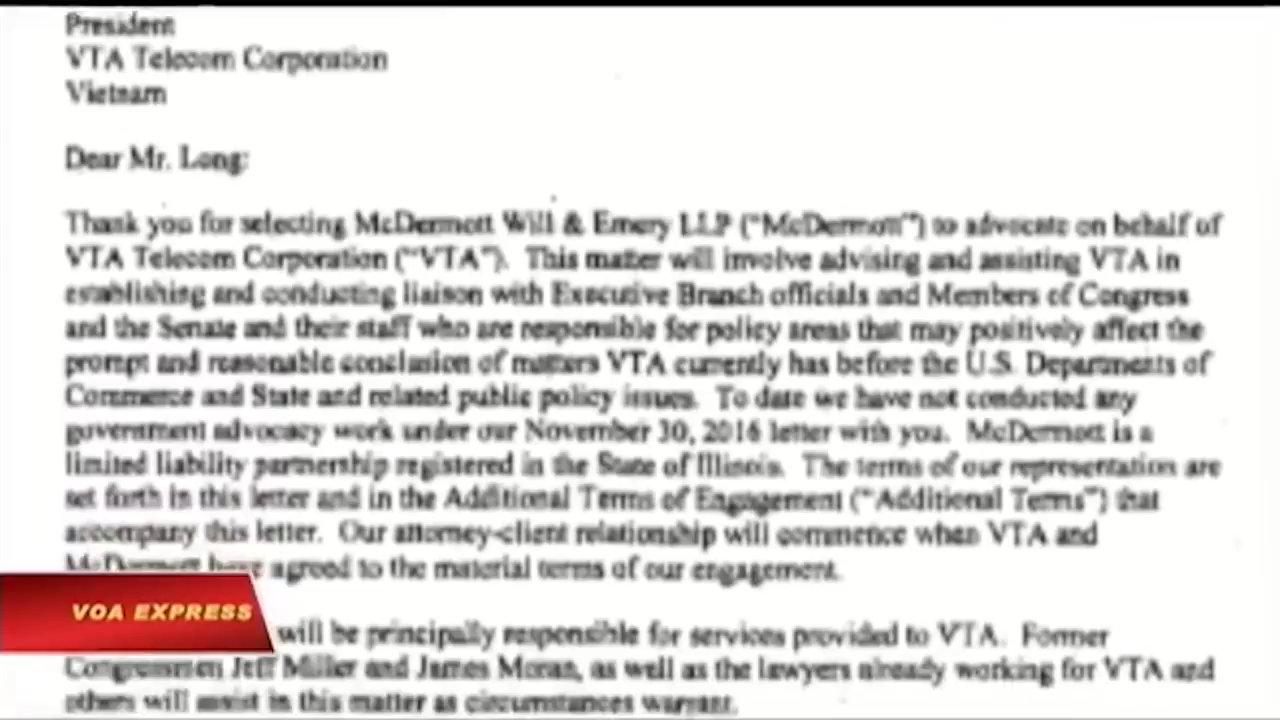 President
VTA Telecom Corporation
Vietnam
Dear Mr. Long:
Thank you for selecting McDermott Will & Emery LLP ("McDermott") to advocate on behalf of
VTA Telecom Corporation ("VTA"). This matter will involve advising and assisting VTA in
establishing and conducting liaison with Executive Branch officials and Members of Congress
and the Senate and their staff who are responsible for policy areas that may positively affect the
prompt and reasonable conclusion of matters VTA currently has before the U.S. Departments of
Commerce and State and related public policy issues. To date we have not conducted any
government advocacy work under our November 30, 2016 letter with you. McDermott is a
limited liability partnership registered in the State of Illinois. The terms of our representation are
set forth in this letter and in the Additional Terms of Engagement ("Additional Terms") that
accompany this letter. Our attorney-client relationship will commence when VTA and
McDermott have agreed to the material terms of our engagement.
VOA EXPRESS
will be principally responsible for services provided to VTA. Former
Congressmen Jeff Miller and James Moran, as well as the lawyers already working for VTA and
others will assist in this matter as circumstances warrant.